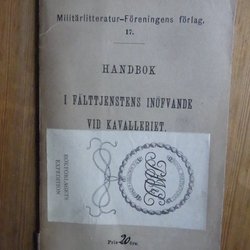 Militärlitteratur-Föreningens förlag.
17.
HANDBOK
I FÄLTTJENSTENS INÖFVANDE
VID KAVALLERIET.
Pris 20 öre.